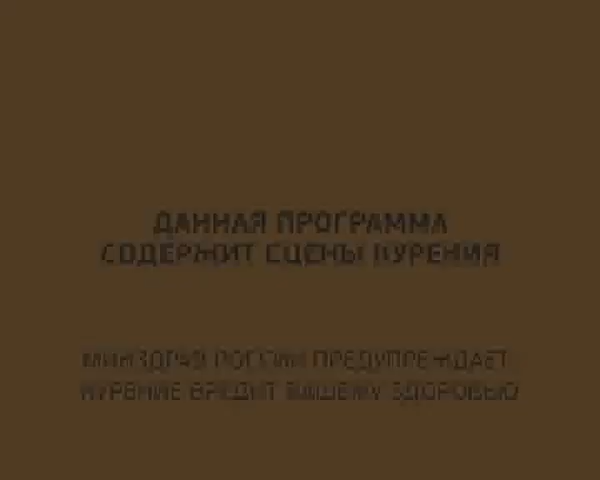 ДАННАЯ ПРОГРАММА
СОДЕРЖИТ СЦЕНЫ КУРЕНИЯ
МИНЗДРАВ РОССИИ ПРЕДУПРЕЖДАЕТ:
КУРЕНИЕ ВРЕДИТ ВАШЕМУ ЗДОРОВЬЮ